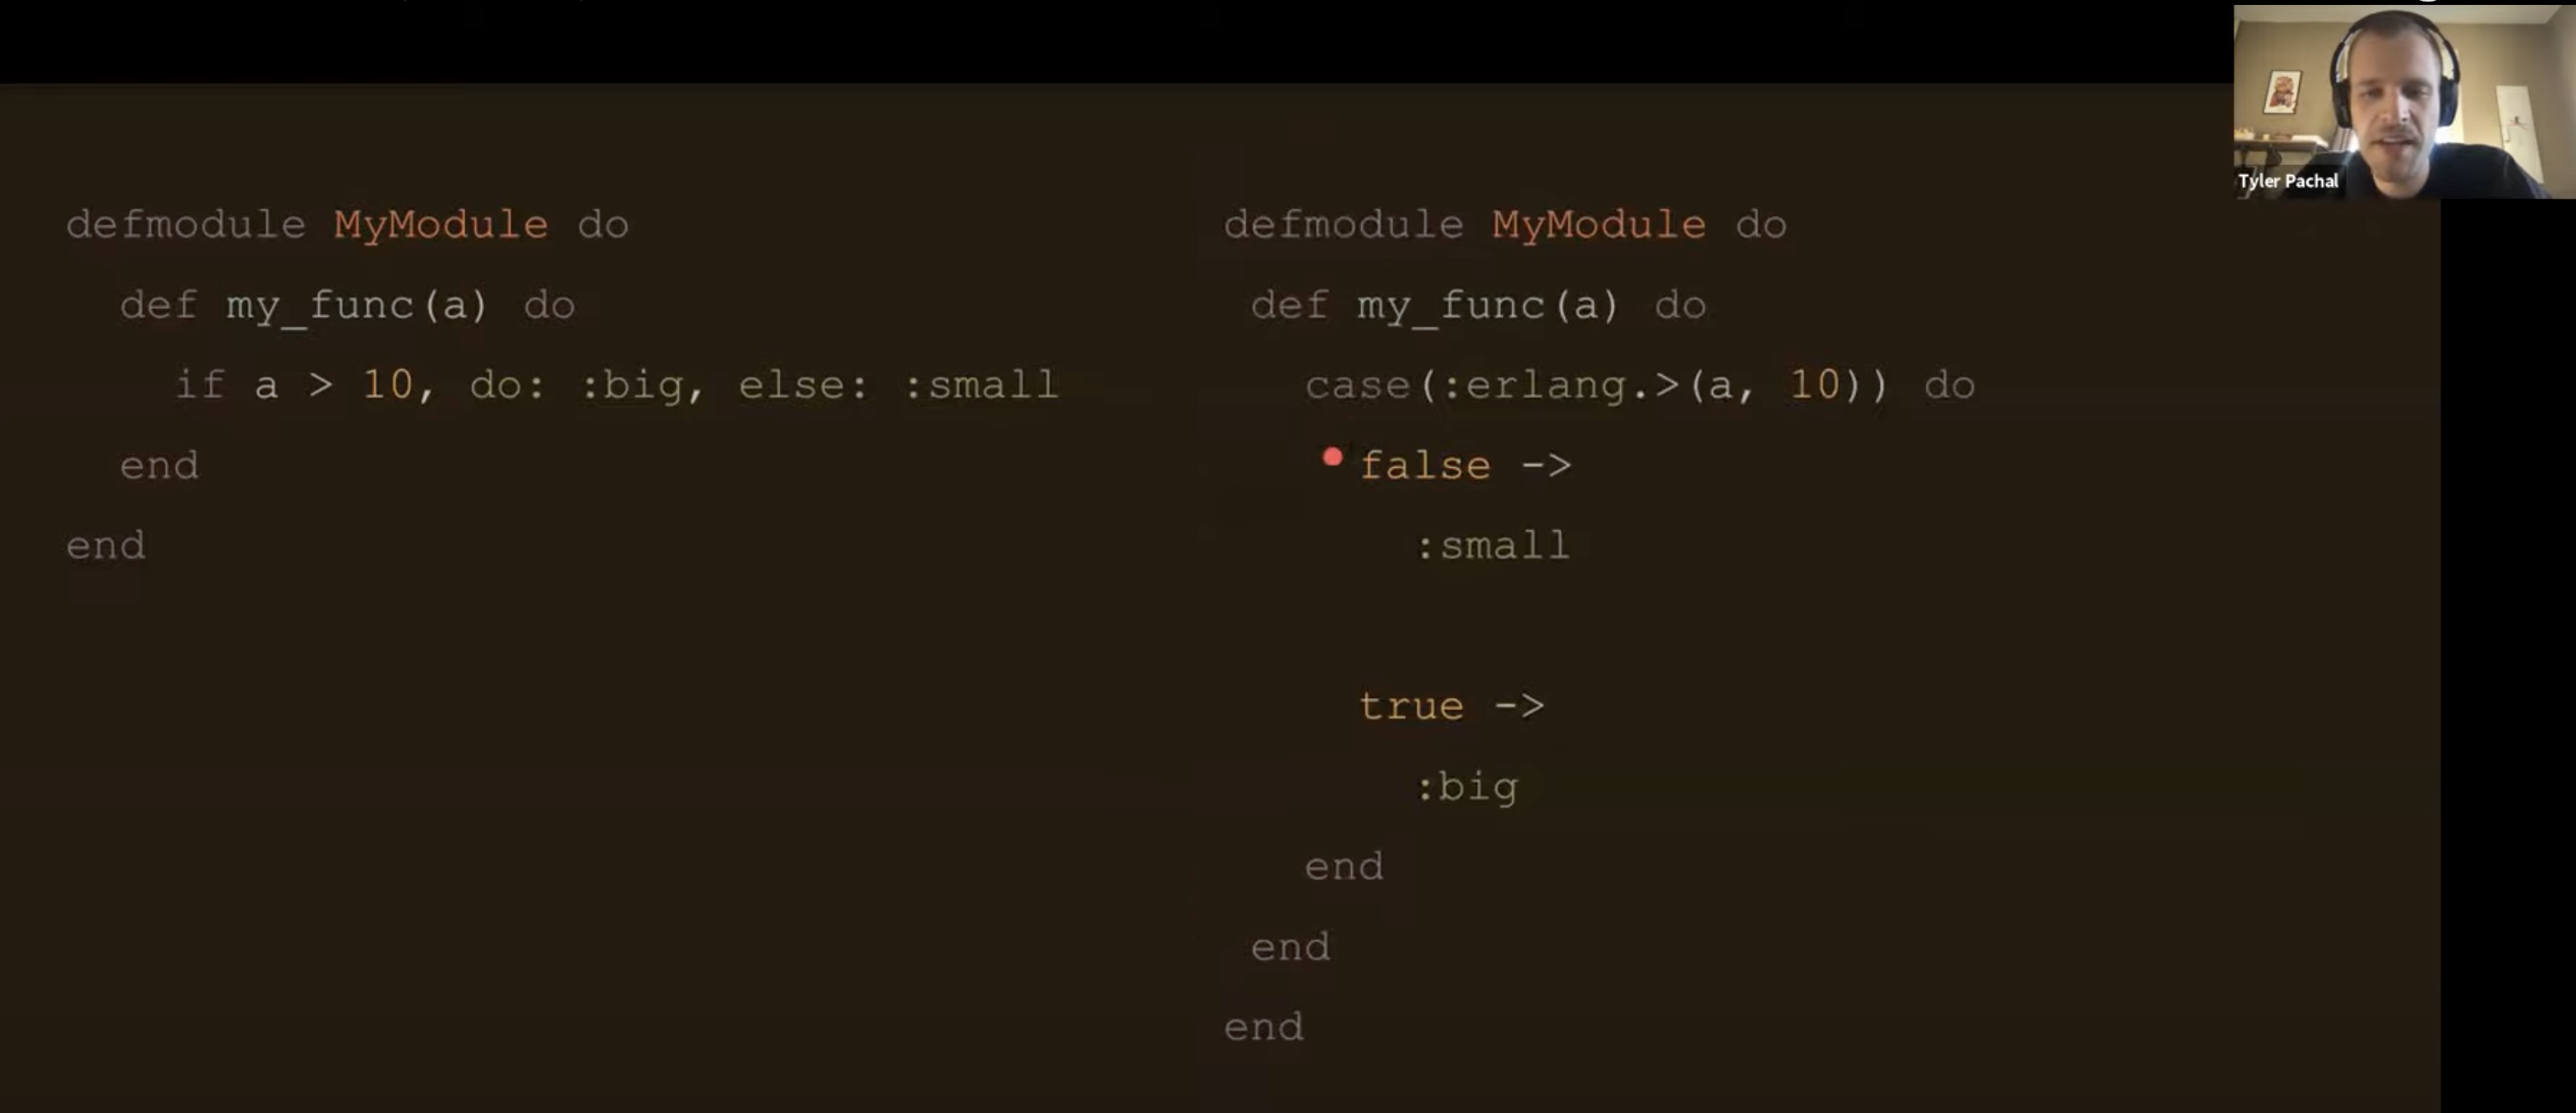 Tyler Pachal
defmodule MyModule do
def my_func(a) do
if a > 10, do: :big, else: :small
end
end
defmodule MyModule do
def my_func(a) do
case(:erlang.>(a, 10)) do
false ->
:small
true ->
:big
end
end
end